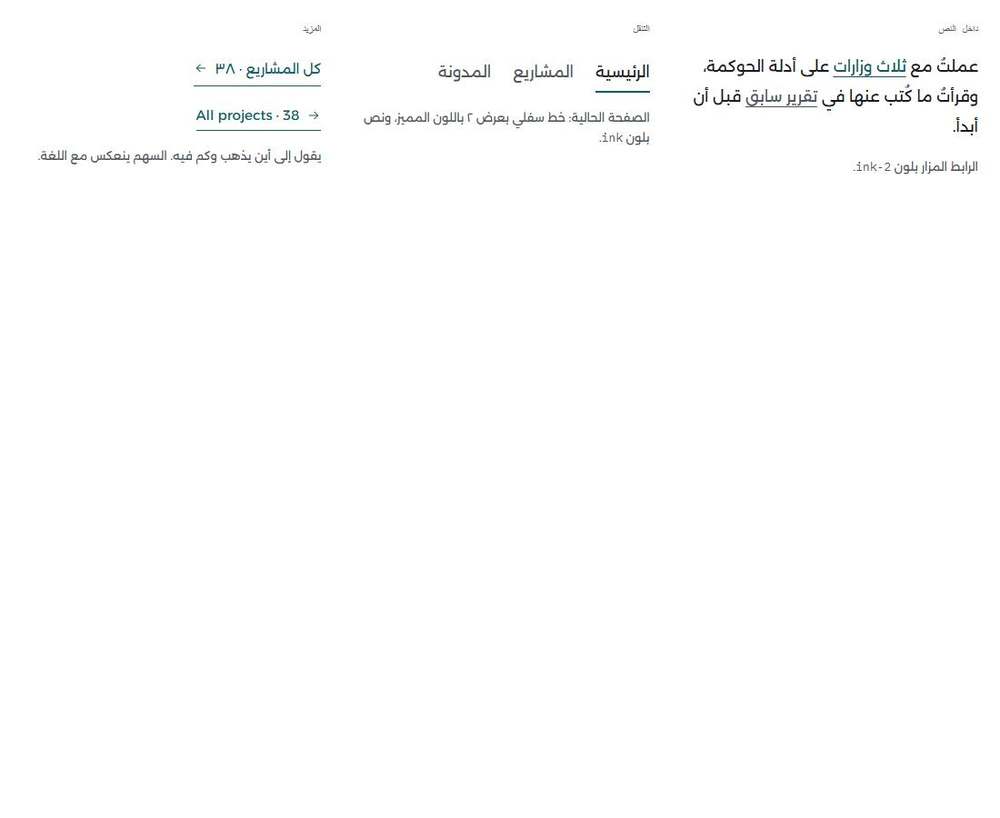 داخل النص
عملتُ مع ثلاث وزارات على أدلة الحوكمة،
وقرأتُ ما كُتب عنها في تقرير سابق قبل أن
أبدأ.
الرابط المزار بلون ink-2.
التنقل
الرئيسية المشاريع المدونة
الصفحة الحالية: خط سفلي بعرض ٢ باللون المميز، ونص
بلون ink.
المزيد
كل المشاريع · ٣٨ ←
All projects · 38 →
يقول إلى أين يذهب وكم فيه. السهم ينعكس مع اللغة.